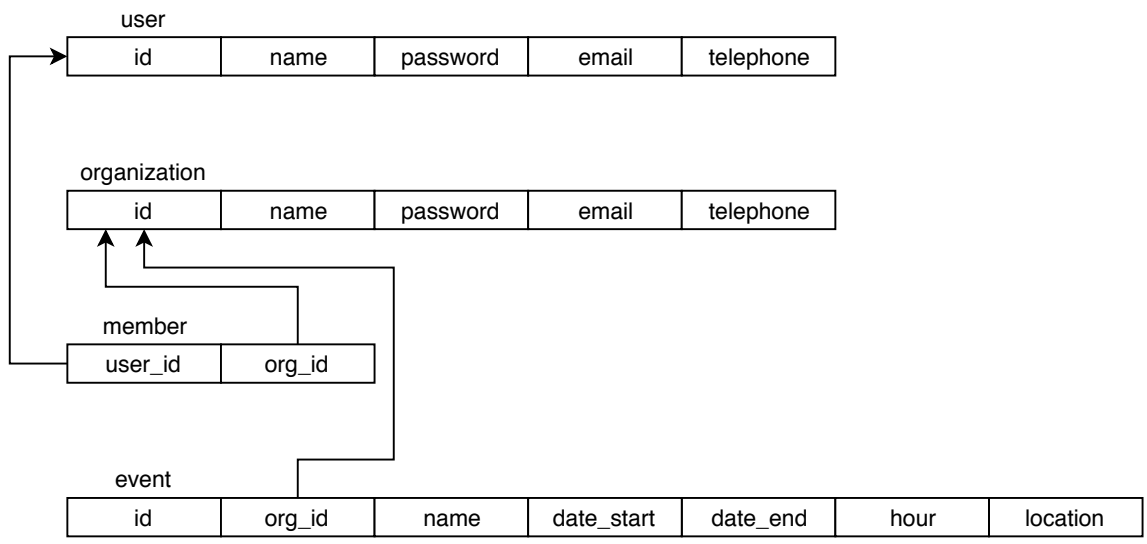 user
id name password email telephone
organization
id name password email telephone
member
user_id org_id
event
id org_id name date_start date_end hour location